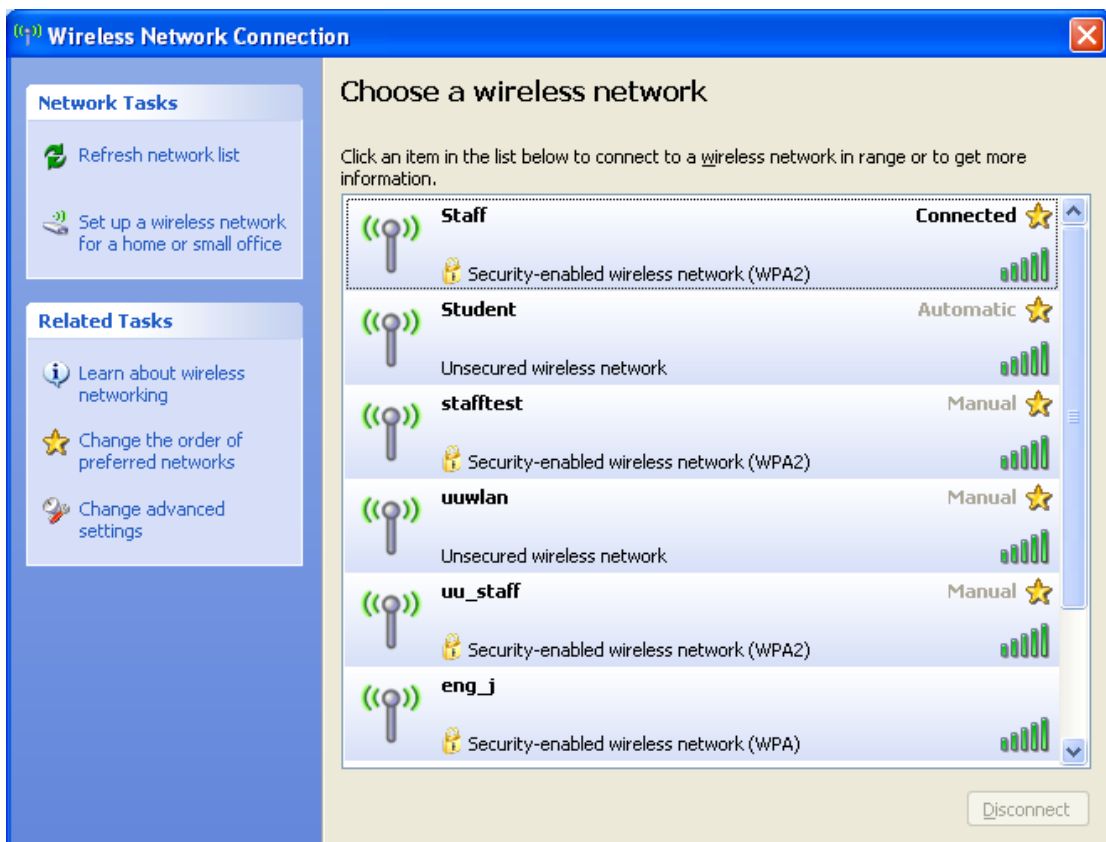 Wireless Network Connection
Network Tasks
Refresh network list
Set up a wireless network
for a home or small office
Related Tasks
Learn about wireless
networking
Change the order of
preferred networks
Change advanced
settings
Choose a wireless network
Click an item in the list below to connect to a wireless network in range or to get more
information.
Staff Connected
Security-enabled wireless network (WPA2)
Student Automatic
Unsecured wireless network
stafftest Manual
Security-enabled wireless network (WPA2)
uuwlan Manual
Unsecured wireless network
uu_staff Manual
Security-enabled wireless network (WPA2)
eng_j
Security-enabled wireless network (WPA)
Disconnect